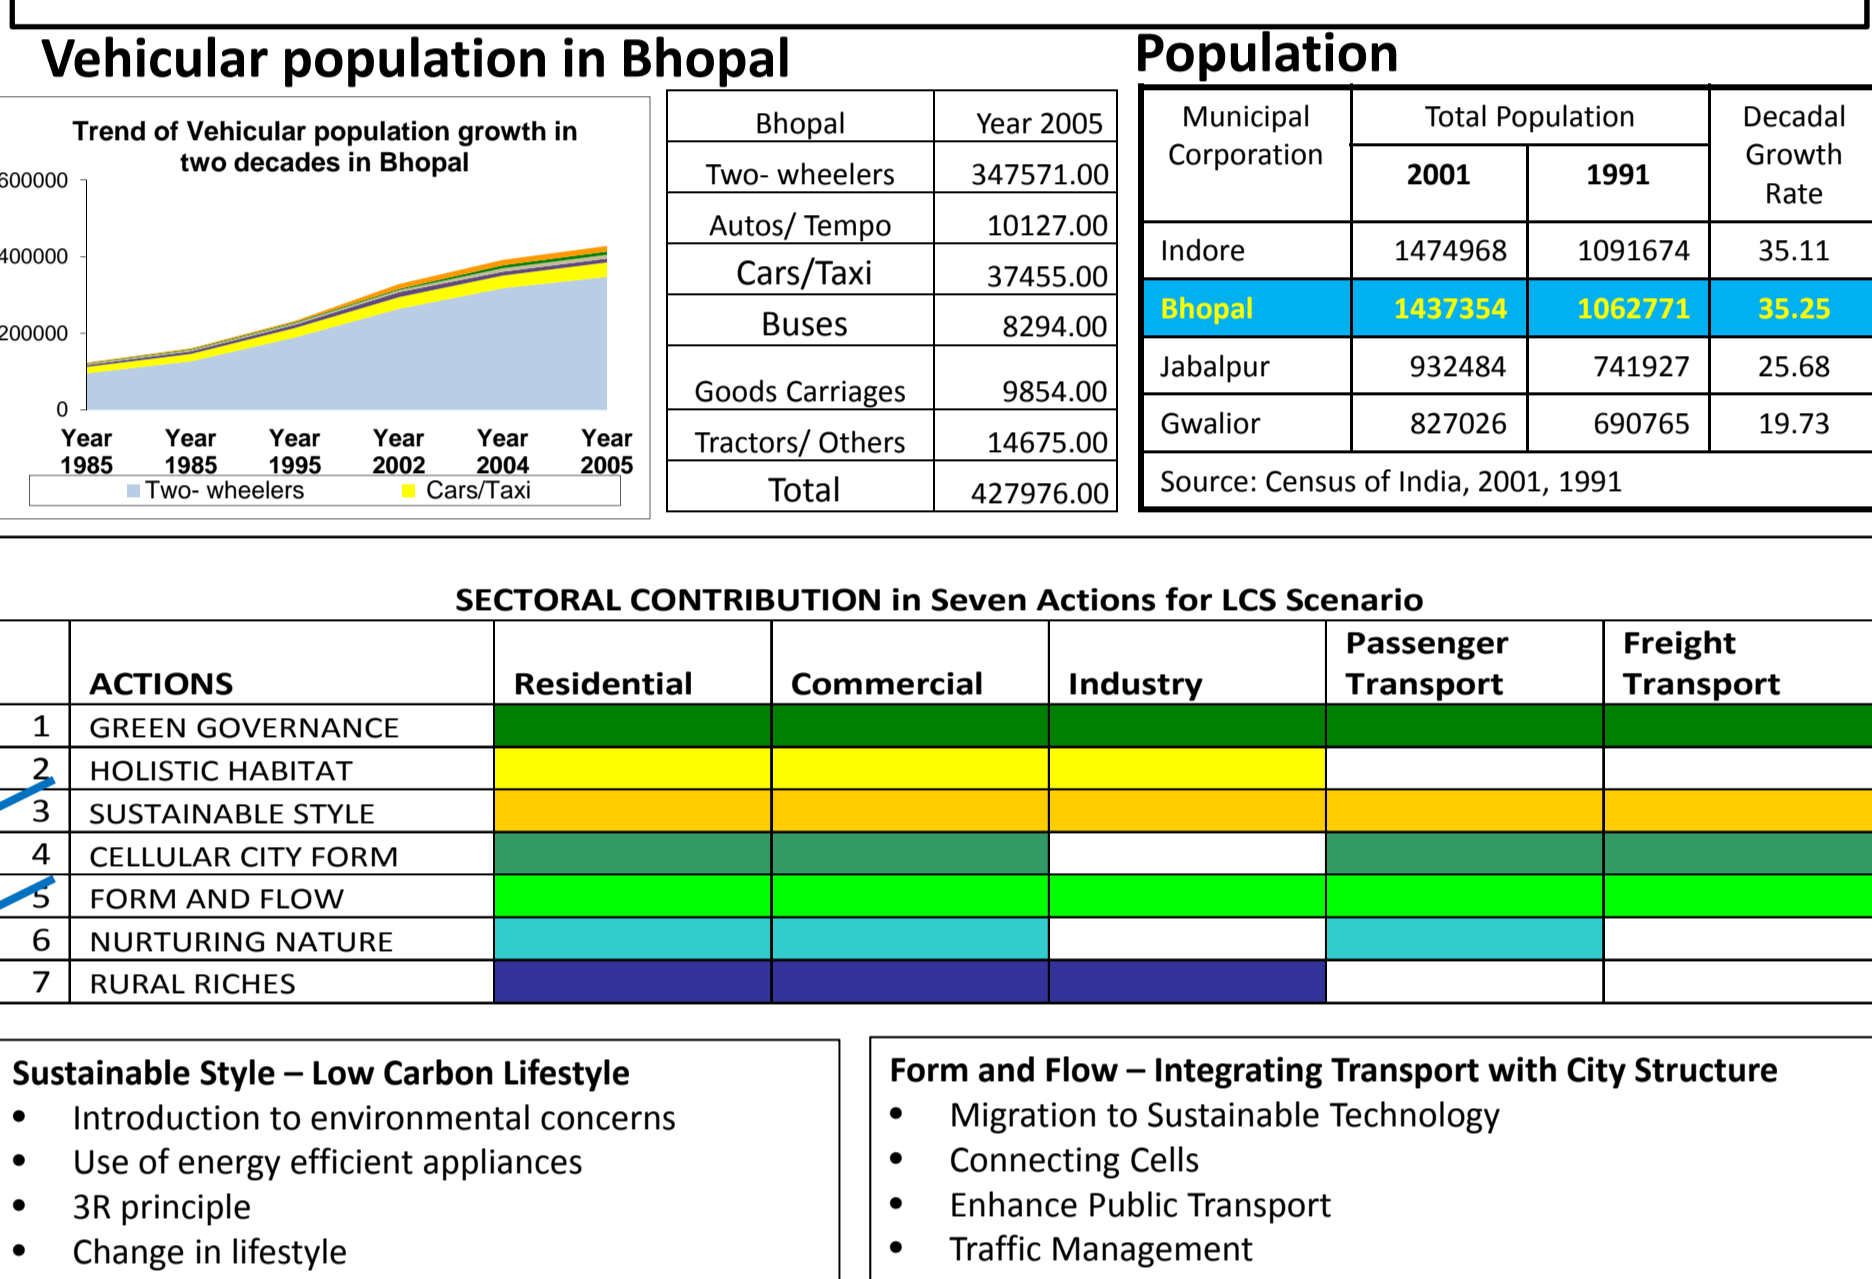 Vehicular population in Bhopal
Trend of Vehicular population growth in
two decades in Bhopal
600000
400000
200000
0
Year Year Year Year Year Year
1985 1985 1995 2002 2004 2005
Two- wheelers Cars/Taxi
Bhopal Year 2005
Two- wheelers 347571.00
Autos/ Tempo 10127.00
Cars/Taxi 37455.00
Buses 8294.00
Goods Carriages 9854.00
Tractors/ Others 14675.00
Total 427976.00
Population
Municipal Total Population Decadal
Corporation Growth
2001 1991 Rate
Indore 1474968 1091674 35.11
Bhopal 1437354 1062771 35.25
Jabalpur 932484 741927 25.68
Gwalior 827026 690765 19.73
Source: Census of India, 2001, 1991
SECTORAL CONTRIBUTION in Seven Actions for LCS Scenario
Passenger Freight
ACTIONS Residential Commercial Industry Transport Transport
1 GREEN GOVERNANCE
2 HOLISTIC HABITAT
3 SUSTAINABLE STYLE
4 CELLULAR CITY FORM
5 FORM AND FLOW
6 NURTURING NATURE
7 RURAL RICHES
Sustainable Style – Low Carbon Lifestyle
• Introduction to environmental concerns
• Use of energy efficient appliances
• 3R principle
• Change in lifestyle
Form and Flow – Integrating Transport with City Structure
• Migration to Sustainable Technology
• Connecting Cells
• Enhance Public Transport
• Traffic Management